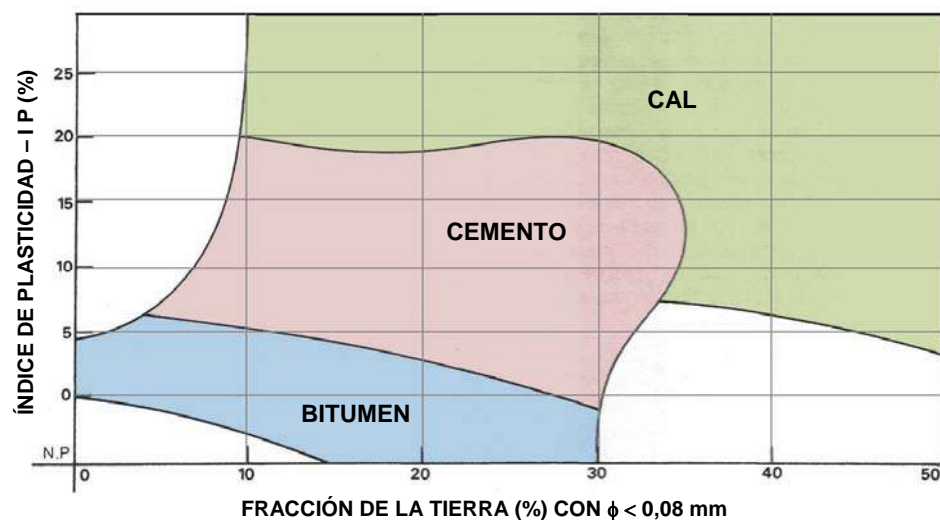 ÍNDICE DE PLASTICIDAD – I P (%)
25
20
15
10
5
0
N.P
CAL
CEMENTO
BITUMEN
0 10 20 30 40 50
FRACCIÓN DE LA TIERRA (%) CON ϕ < 0,08 mm